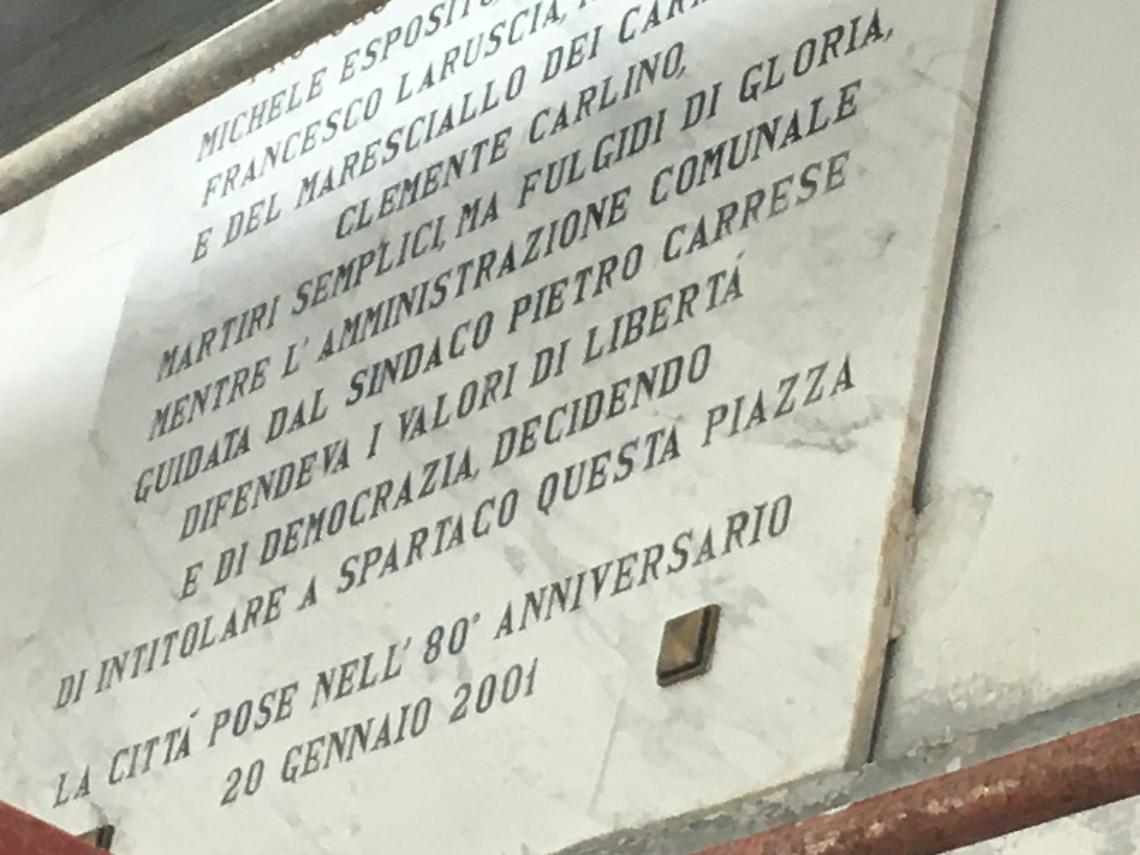 MICHELE ESPOSITO
FRANCESCO LARUSCIA,
E DEL MARESCIALLO DEI
CLEMENTE CARLINO,
MARTIRI SEMPLICI, MA FULGIDI DI GLORIA,
MENTRE L' AMMINISTRAZIONE COMUNALE
GUIDATA DAL SINDACO PIETRO CARRESE
DIFENDEVA I VALORI DI LIBERTÁ
E DI DEMOCRAZIA, DECIDENDO
DI INTITOLARE A SPARTACO QUESTA PIAZZA
LA CITTÁ POSE NELL' 80° ANNIVERSARIO
20 GENNAIO 2001